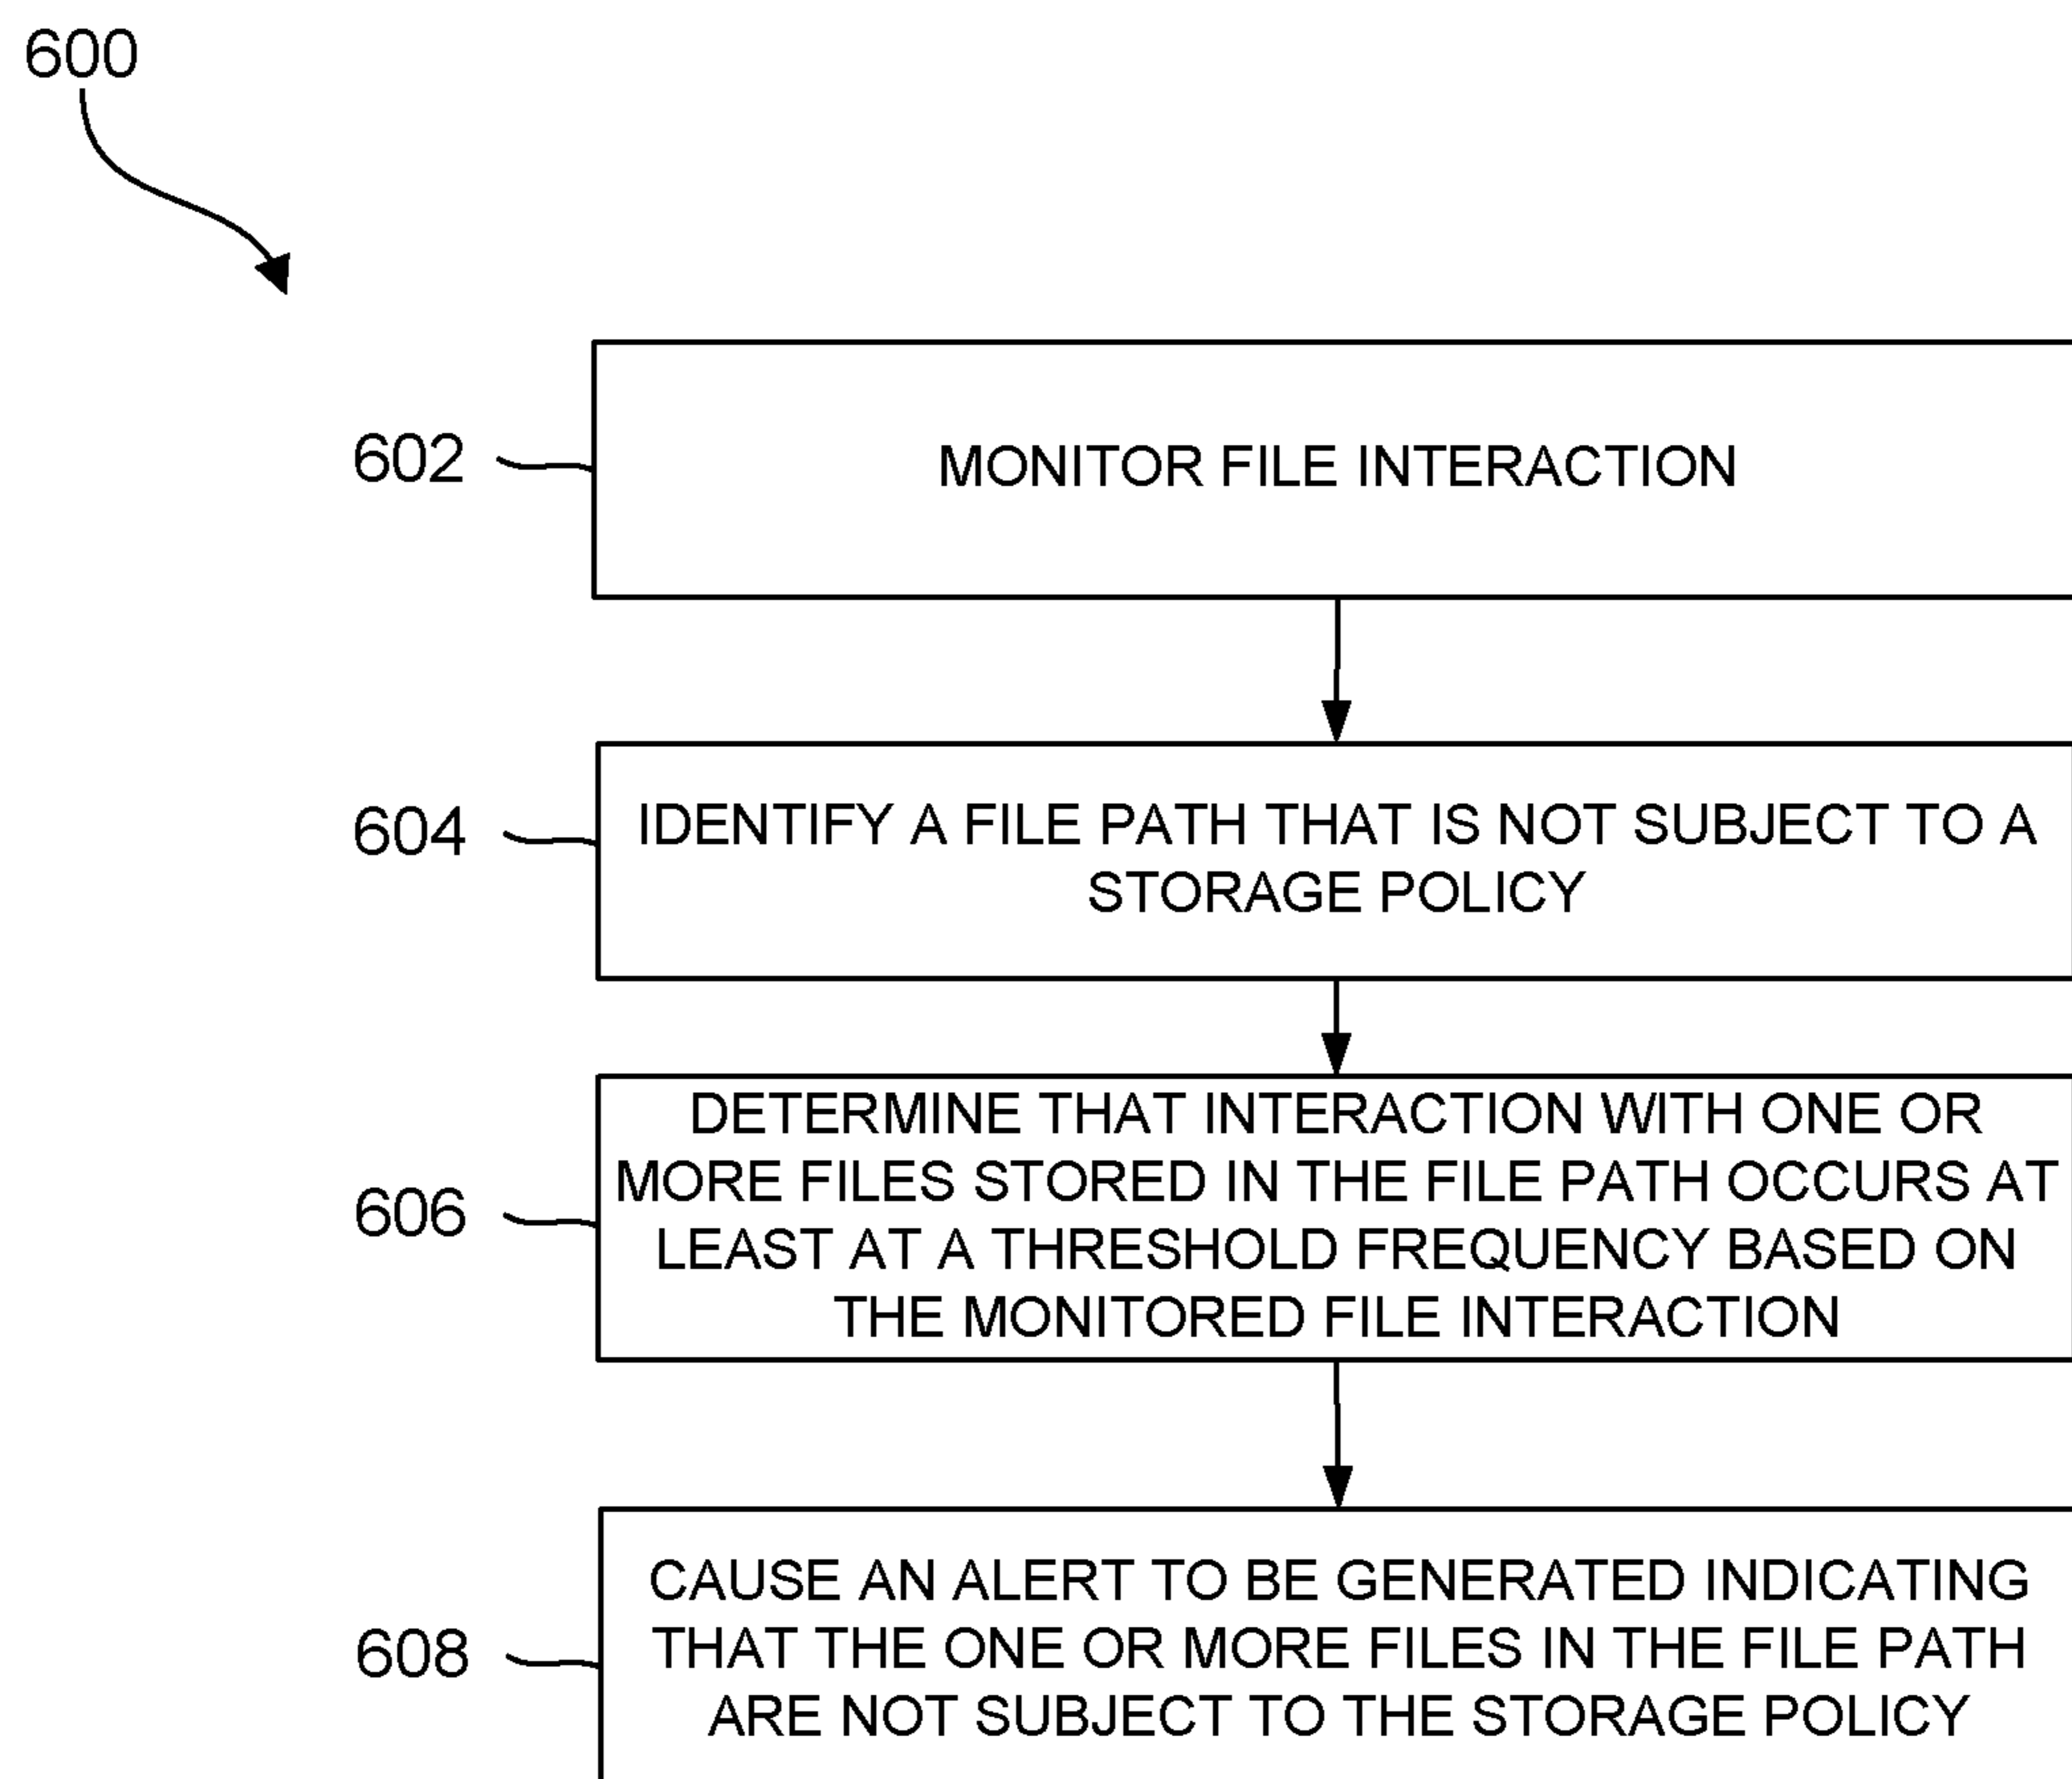 600
602
MONITOR FILE INTERACTION
604
IDENTIFY A FILE PATH THAT IS NOT SUBJECT TO A
STORAGE POLICY
606
DETERMINE THAT INTERACTION WITH ONE OR
MORE FILES STORED IN THE FILE PATH OCCURS AT
LEAST AT A THRESHOLD FREQUENCY BASED ON
THE MONITORED FILE INTERACTION
608
CAUSE AN ALERT TO BE GENERATED INDICATING
THAT THE ONE OR MORE FILES IN THE FILE PATH
ARE NOT SUBJECT TO THE STORAGE POLICY